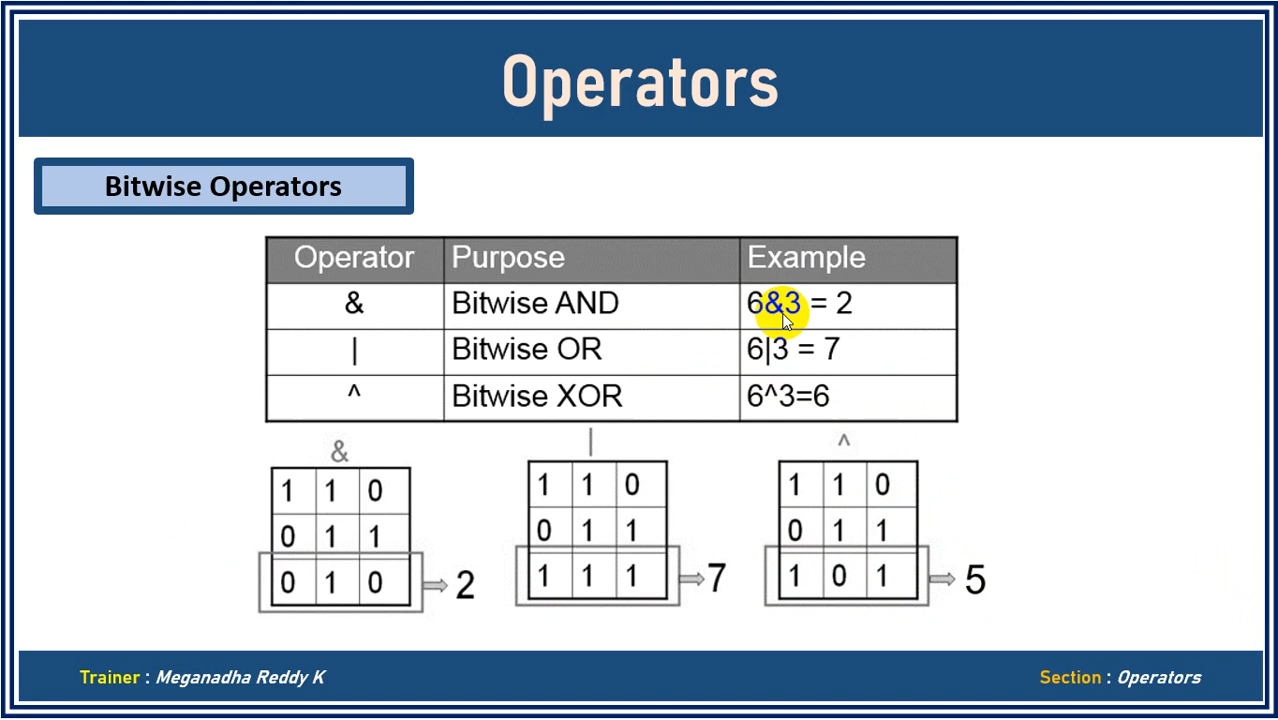 Operators
Bitwise Operators
Operator Purpose Example
& Bitwise AND 6&3 = 2
| Bitwise OR 6|3 = 7
^ Bitwise XOR 6^3=6
& | ^
1 1 0 1 1 0 1 1 0
0 1 1 0 1 1 0 1 1
0 1 0 2 1 1 1 7 1 0 1 5
Trainer : Meganadha Reddy K Section : Operators